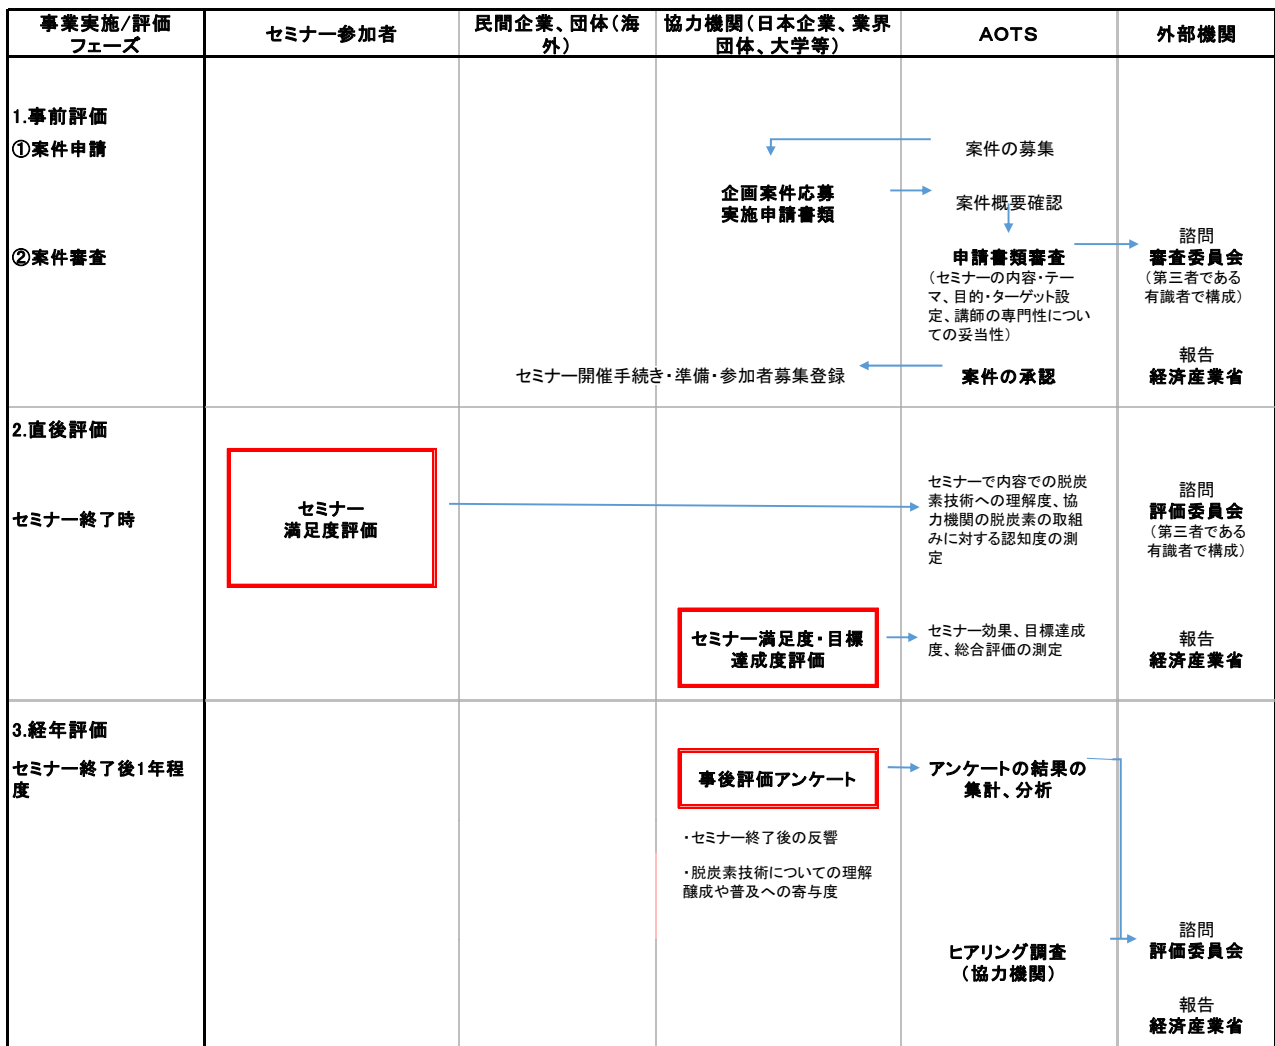 事業実施/評価
フェーズ
セミナー参加者
民間企業、団体(海
外)
協力機関(日本企業、業界
団体、大学等)
AOTS
外部機関
1.事前評価
①案件申請
案件の募集
企画案件応募
実施申請書類
案件概要確認
②案件審査
申請書類審査
(セミナーの内容・テー
マ、目的・ターゲット設
定、講師の専門性につい
ての妥当性)
諮問
審査委員会
(第三者である
有識者で構成)
セミナー開催手続き・準備・参加者募集登録
案件の承認
報告
経済産業省
2.直後評価
セミナー終了時
セミナー
満足度評価
セミナーで内容での脱炭
素技術への理解度、協
力機関の脱炭素の取組
みに対する認知度の測
定
諮問
評価委員会
(第三者である
有識者で構成)
セミナー満足度・目標
達成度評価
セミナー効果、目標達成
度、総合評価の測定
報告
経済産業省
3.経年評価
セミナー終了後1年程
度
事後評価アンケート
アンケートの結果の
集計、分析
・セミナー終了後の反響
・脱炭素技術についての理解
醸成や普及への寄与度
ヒアリング調査
(協力機関)
諮問
評価委員会
報告
経済産業省